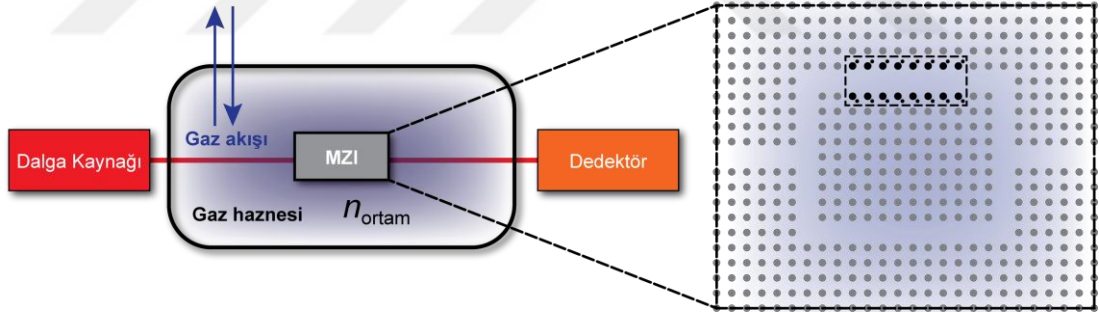 Gaz akışı
Dalga Kaynağı
MZI
Dedektör
Gaz haznesi
nortam